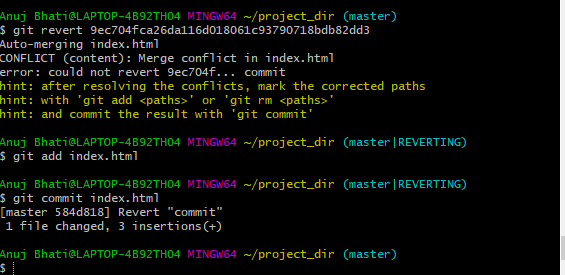 Anuj Bhati@LAPTOP-4B92TH04 MINGW64 ~/project_dir (master)
$ git revert 9ec704fca26da116d018061c93790718bdb82dd3
Auto-merging index.html
CONFLICT (content): Merge conflict in index.html
error: could not revert 9ec704f... commit
hint: after resolving the conflicts, mark the corrected paths
hint: with 'git add <paths>' or 'git rm <paths>'
hint: and commit the result with 'git commit'
Anuj Bhati@LAPTOP-4B92TH04 MINGW64 ~/project_dir (master|REVERTING)
$ git add index.html
Anuj Bhati@LAPTOP-4B92TH04 MINGW64 ~/project_dir (master|REVERTING)
$ git commit index.html
[master 584d818] Revert "commit"
1 file changed, 3 insertions(+)
Anuj Bhati@LAPTOP-4B92TH04 MINGW64 ~/project_dir (master)
$